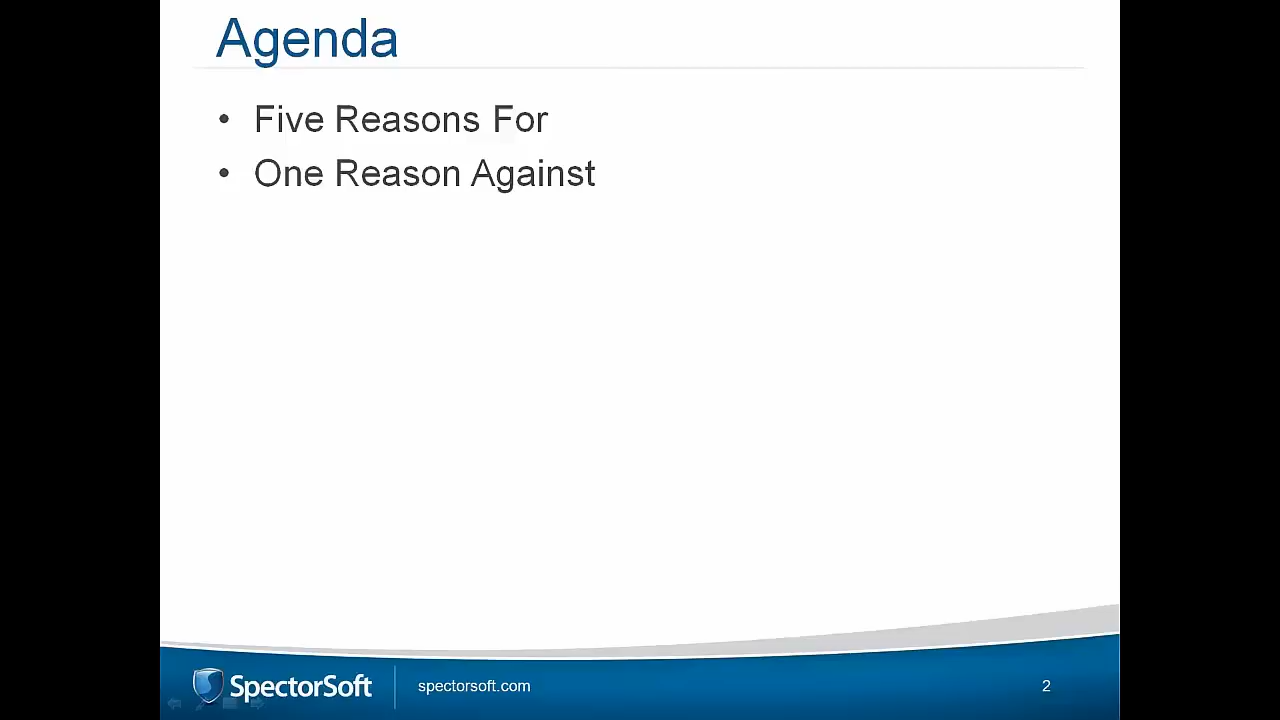 Agenda
• Five Reasons For
• One Reason Against
SpectorSoft
spectorsoft.com
2